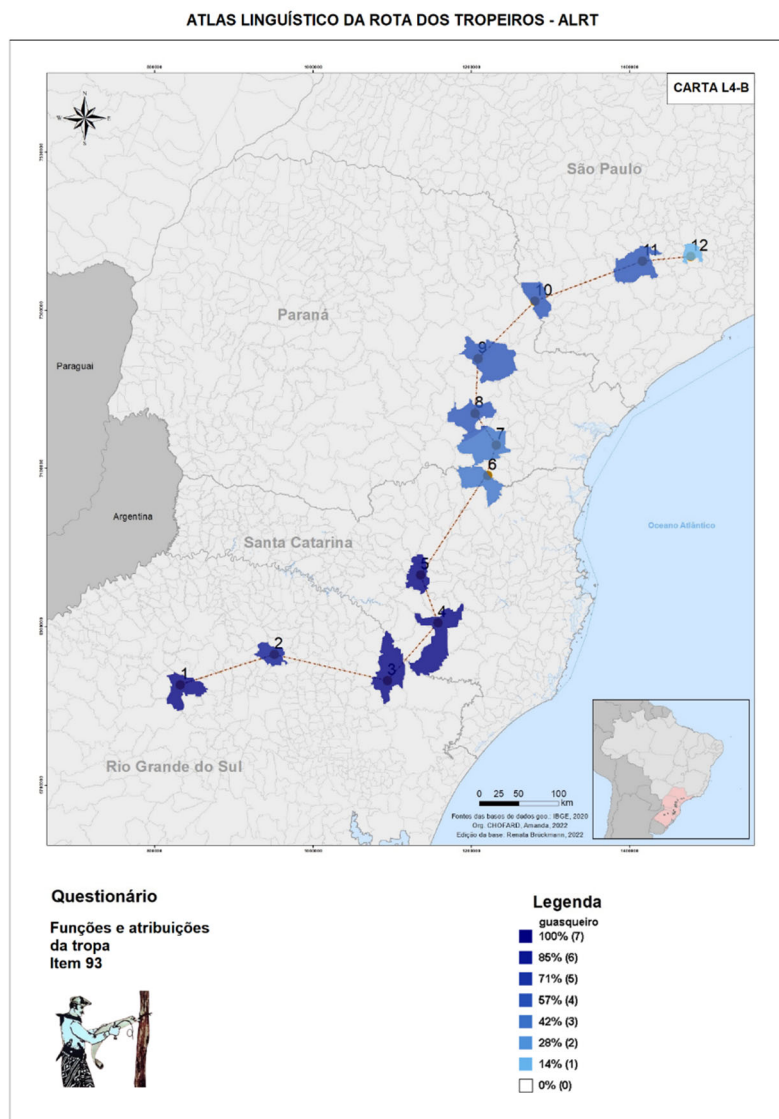 ATLAS LINGUÍSTICO DA ROTA DOS TROPEIROS - ALRT
CARTA L4-B
N
W E
S
São Paulo
12
11
10
Paraná
9
Paraguai
8
7
6
Argentina
Santa Catarina
Oceano Atlântico
5
4
2
3
1
Rio Grande do Sul
0 25 50 100
km
Fontes das bases de dados geo.: IBGE, 2020
Org. CHOFARD, Amanda, 2022
Edição da base: Renata Bruckmann, 2022
Questionário
Funções e atribuições
da tropa
Item 93
Legenda
guasqueiro
100% (7)
85% (6)
71% (5)
57% (4)
42% (3)
28% (2)
14% (1)
0% (0)